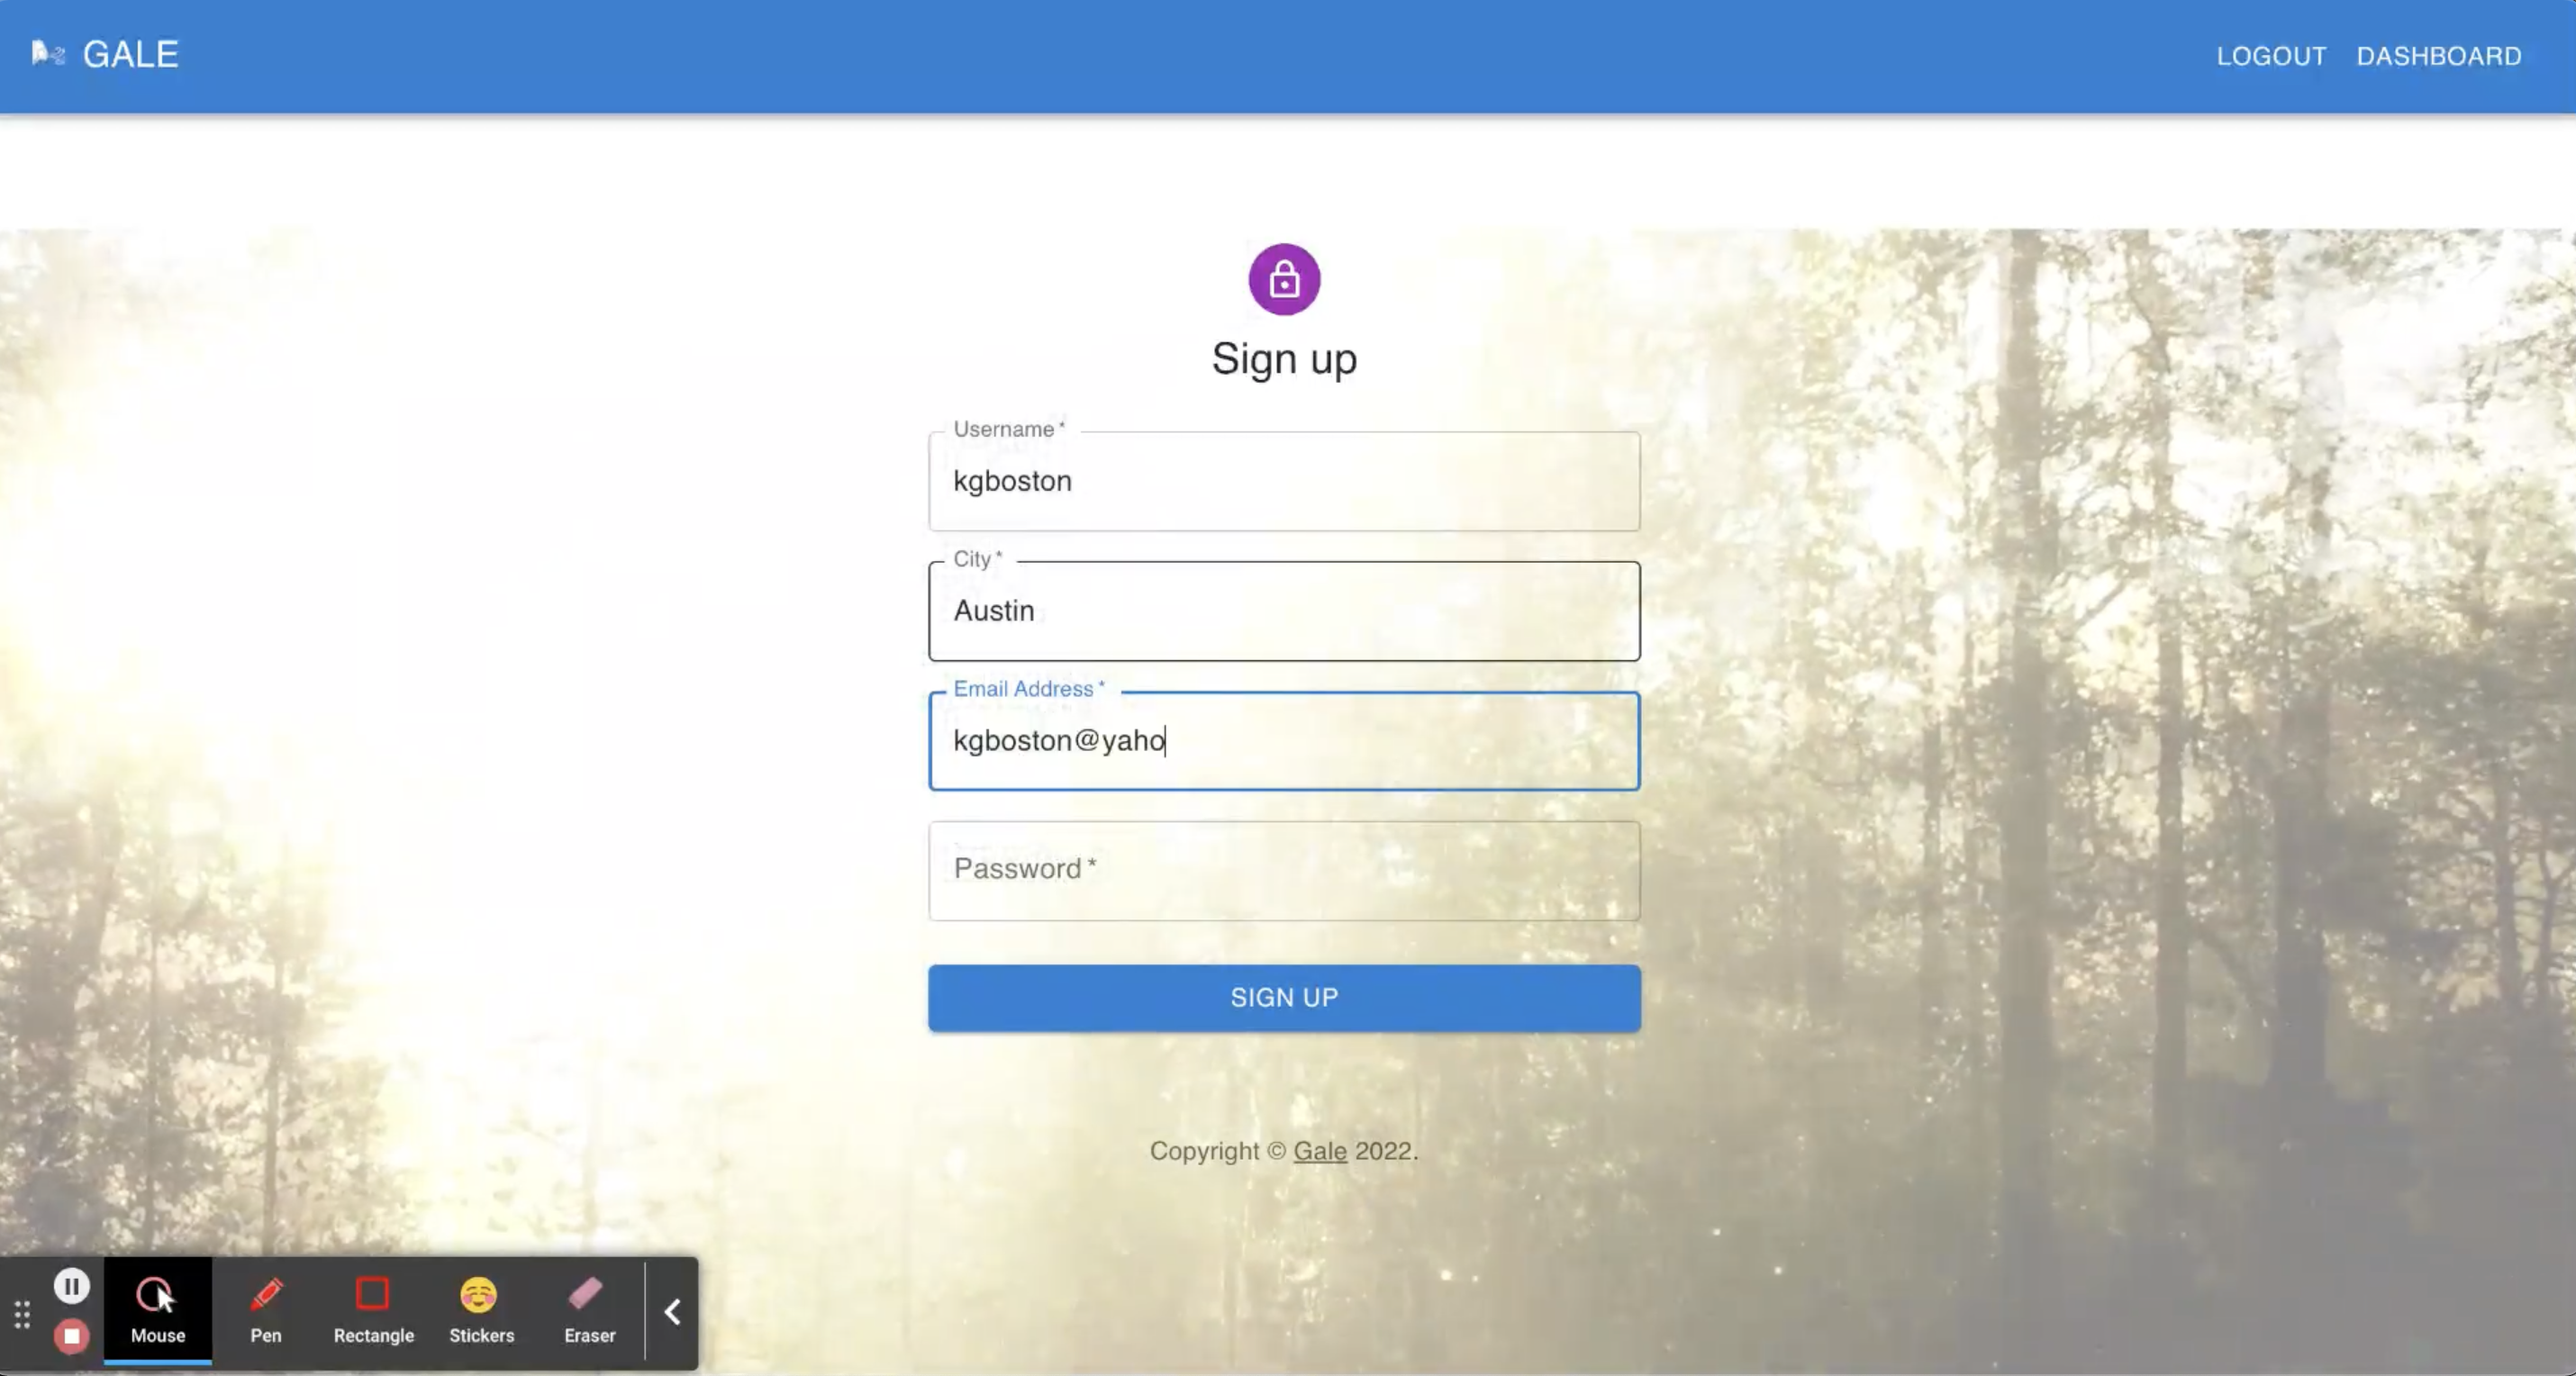 GALE
LOGOUT DASHBOARD
Sign up
Username *
kgboston
City *
Austin
Email Address *
kgboston@yaho
Password *
SIGN UP
Copyright © Gale 2022.
Mouse Pen Rectangle Stickers Eraser